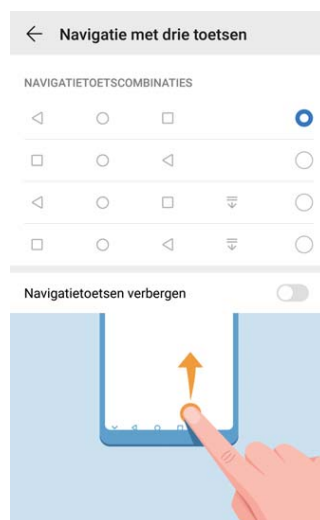 Navigatie met drie toetsen
NAVIGATIETOETSCOMBINATIES
Navigatietoetsen verbergen